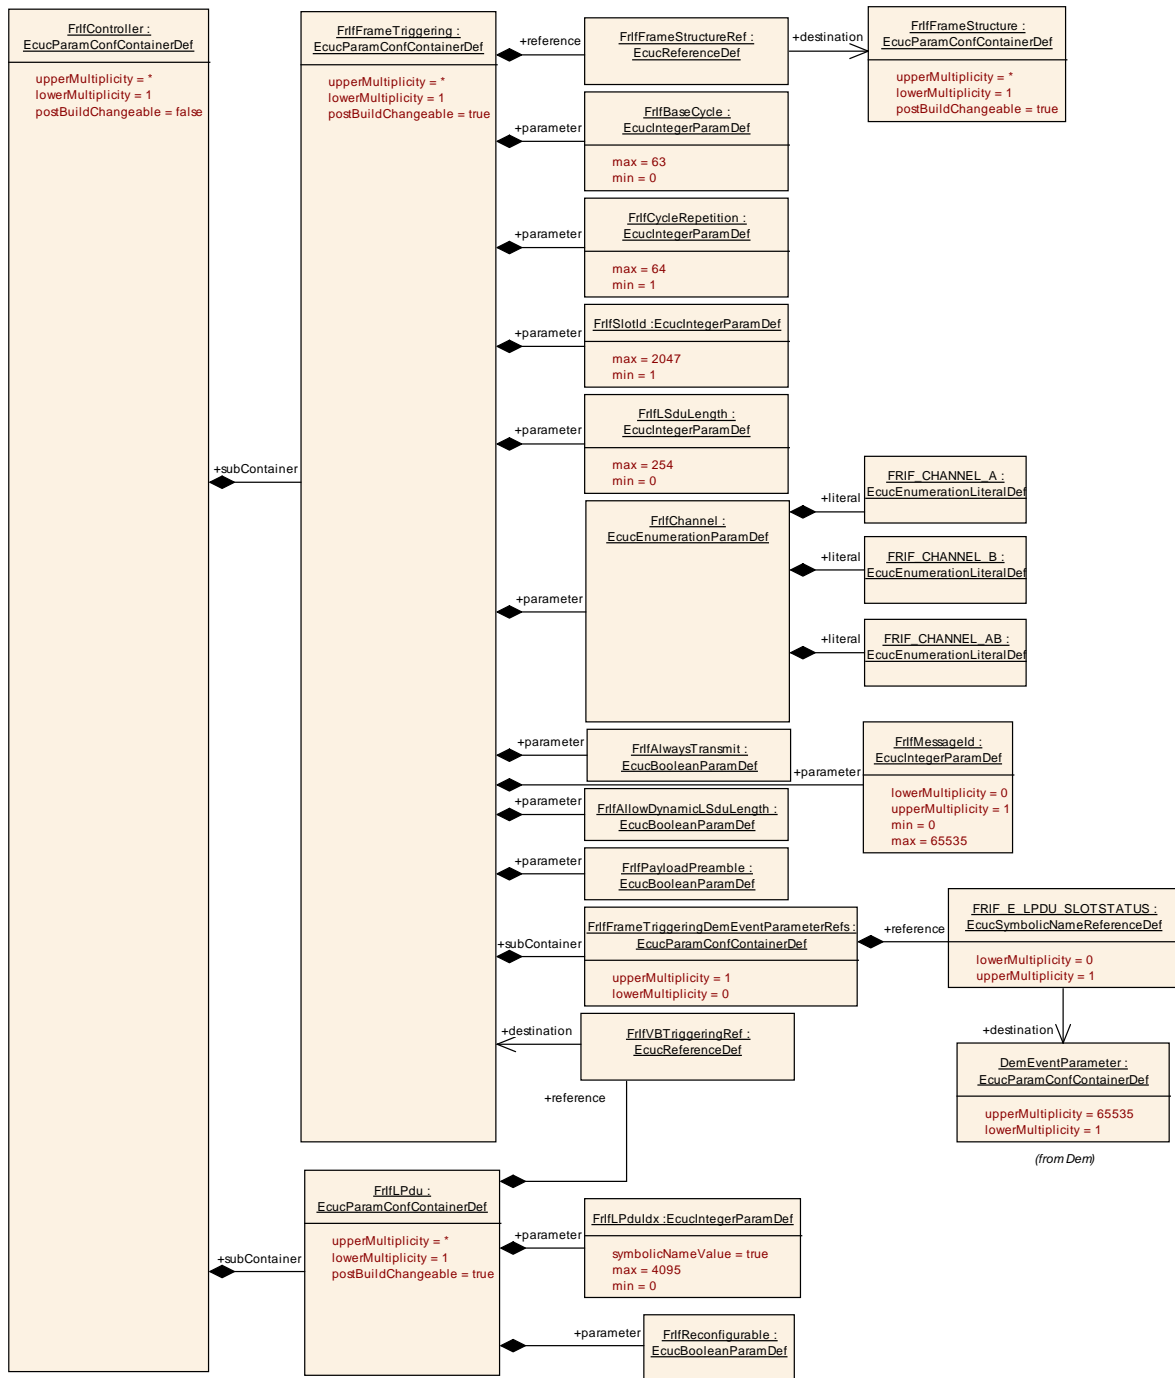 FrIfController :
EcucParamConfContainerDef
upperMultiplicity = *
lowerMultiplicity = 1
postBuildChangeable = false
FrIfFrameTriggering :
EcucParamConfContainerDef
upperMultiplicity = *
lowerMultiplicity = 1
postBuildChangeable = true
+reference
FrIfFrameStructureRef :
EcucReferenceDef
+destination
FrIfFrameStructure :
EcucParamConfContainerDef
upperMultiplicity = *
lowerMultiplicity = 1
postBuildChangeable = true
+parameter
FrIfBaseCycle :
EcucIntegerParamDef
max = 63
min = 0
+parameter
FrIfCycleRepetition :
EcucIntegerParamDef
max = 64
min = 1
+parameter
FrIfSlotId :EcucIntegerParamDef
max = 2047
min = 1
+parameter
FrIfLSduLength :
EcucIntegerParamDef
max = 254
min = 0
+subContainer
+parameter
FrIfChannel :
EcucEnumerationParamDef
+literal
FRIF_CHANNEL_A :
EcucEnumerationLiteralDef
+literal
FRIF_CHANNEL_B :
EcucEnumerationLiteralDef
+literal
FRIF_CHANNEL_AB :
EcucEnumerationLiteralDef
+parameter
FrIfAlwaysTransmit :
EcucBooleanParamDef
+parameter
FrIfMessageId :
EcucIntegerParamDef
lowerMultiplicity = 0
upperMultiplicity = 1
min = 0
max = 65535
+parameter
FrIfAllowDynamicLSduLength :
EcucBooleanParamDef
+parameter
FrIfPayloadPreamble :
EcucBooleanParamDef
+subContainer
FrIfFrameTriggeringDemEventParameterRefs :
EcucParamConfContainerDef
upperMultiplicity = 1
lowerMultiplicity = 0
+reference
FRIF_E_LPDU_SLOTSTATUS :
EcucSymbolicNameReferenceDef
lowerMultiplicity = 0
upperMultiplicity = 1
+destination
DemEventParameter :
EcucParamConfContainerDef
upperMultiplicity = 65535
lowerMultiplicity = 1
(from Dem)
+destination
FrIfVBTriggeringRef :
EcucReferenceDef
+reference
+subContainer
FrIfLPdu :
EcucParamConfContainerDef
upperMultiplicity = *
lowerMultiplicity = 1
postBuildChangeable = true
+parameter
FrIfLPduIdx :EcucIntegerParamDef
symbolicNameValue = true
max = 4095
min = 0
+parameter
FrIfReconfigurable :
EcucBooleanParamDef